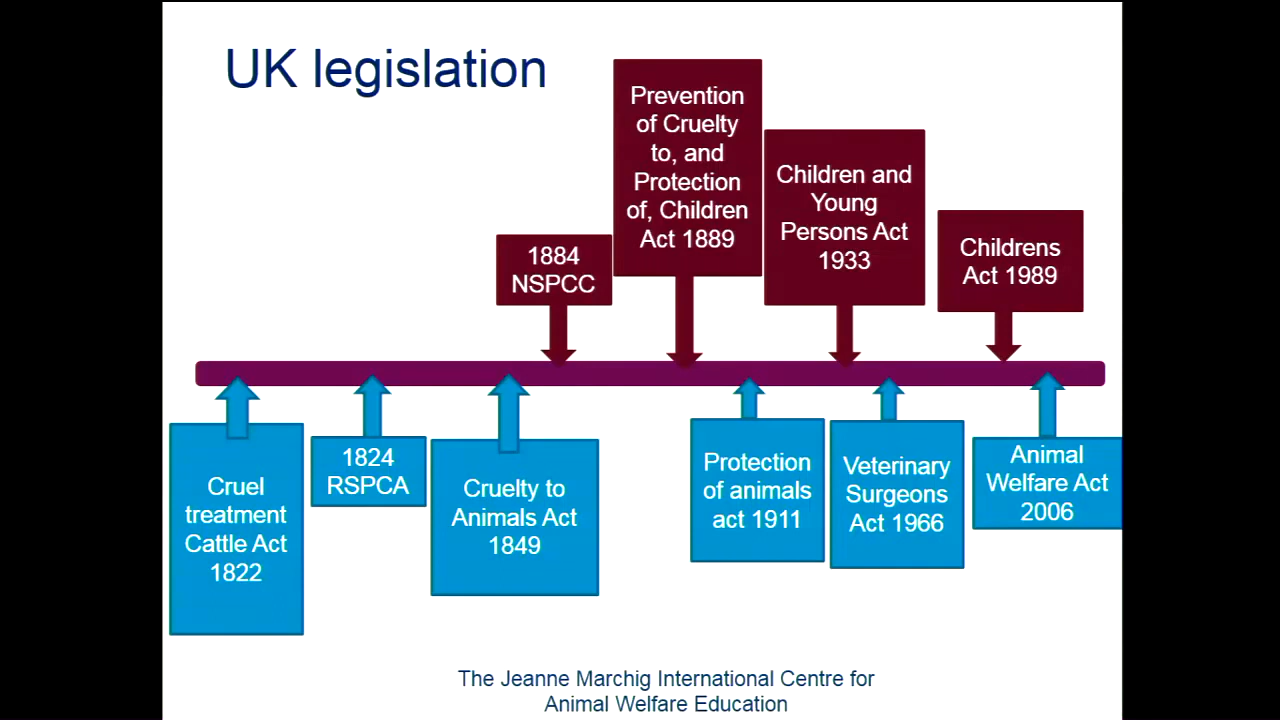 UK legislation
Prevention
of Cruelty
to, and
Protection
of, Children
Act 1889
Children and
Young
Persons Act
1933
1884
NSPCC
Childrens
Act 1989
Cruel
treatment
Cattle Act
1822
1824
RSPCA
Cruelty to
Animals Act
1849
Protection
of animals
act 1911
Veterinary
Surgeons
Act 1966
Animal
Welfare Act
2006
The Jeanne Marchig International Centre for
Animal Welfare Education